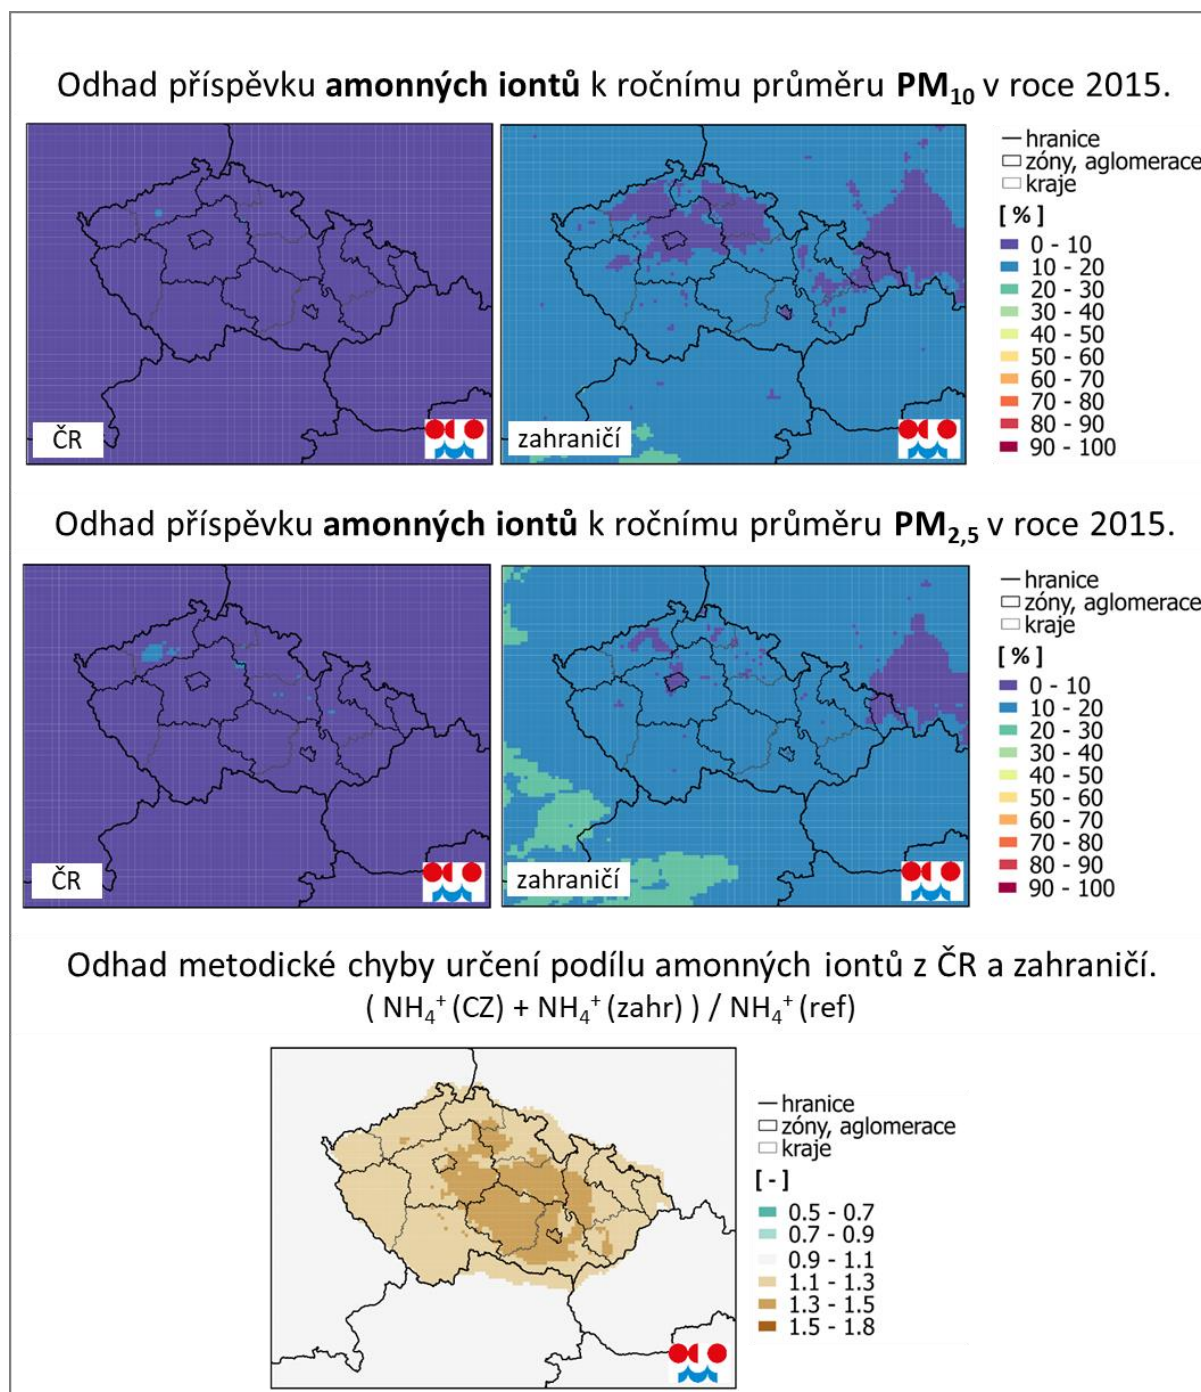 Odhad příspěvku amonných iontů k ročnímu průměru PM10 v roce 2015.
ČR
zahraničí
hranice
zóny, aglomerace
kraje
[ % ]
0 - 10
10 - 20
20 - 30
30 - 40
40 - 50
50 - 60
60 - 70
70 - 80
80 - 90
90 - 100
Odhad příspěvku amonných iontů k ročnímu průměru PM2,5 v roce 2015.
ČR
zahraničí
hranice
zóny, aglomerace
kraje
[ % ]
0 - 10
10 - 20
20 - 30
30 - 40
40 - 50
50 - 60
60 - 70
70 - 80
80 - 90
90 - 100
Odhad metodické chyby určení podílu amonných iontů z ČR a zahraničí.
( NH4+ (CZ) + NH4+ (zahr) ) / NH4+ (ref)
hranice
zóny, aglomerace
kraje
[ - ]
0.5 - 0.7
0.7 - 0.9
0.9 - 1.1
1.1 - 1.3
1.3 - 1.5
1.5 - 1.8